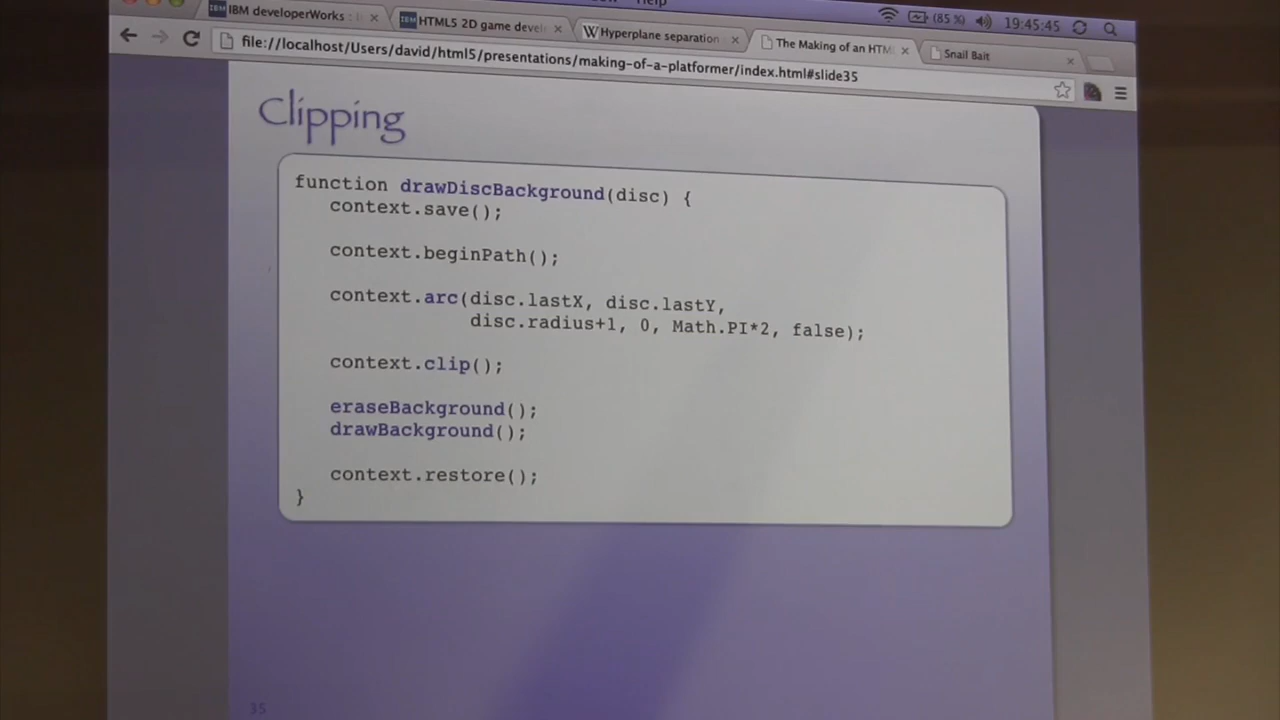 Help
(85%) 19:45:45
IBM developerWorks :
HTML5 2D game devel
Hyperplane separation
The Making of an HTM
Snail Bait
file://localhost/Users/david/html5/presentations/making-of-a-platformer/index.html#slide35
Clipping
function drawDiscBackground(disc) {
context.save();
context.beginPath();
context.arc(disc.lastX, disc.lastY,
disc.radius+1, 0, Math.PI*2, false);
context.clip();
eraseBackground();
drawBackground();
context.restore();
}
35